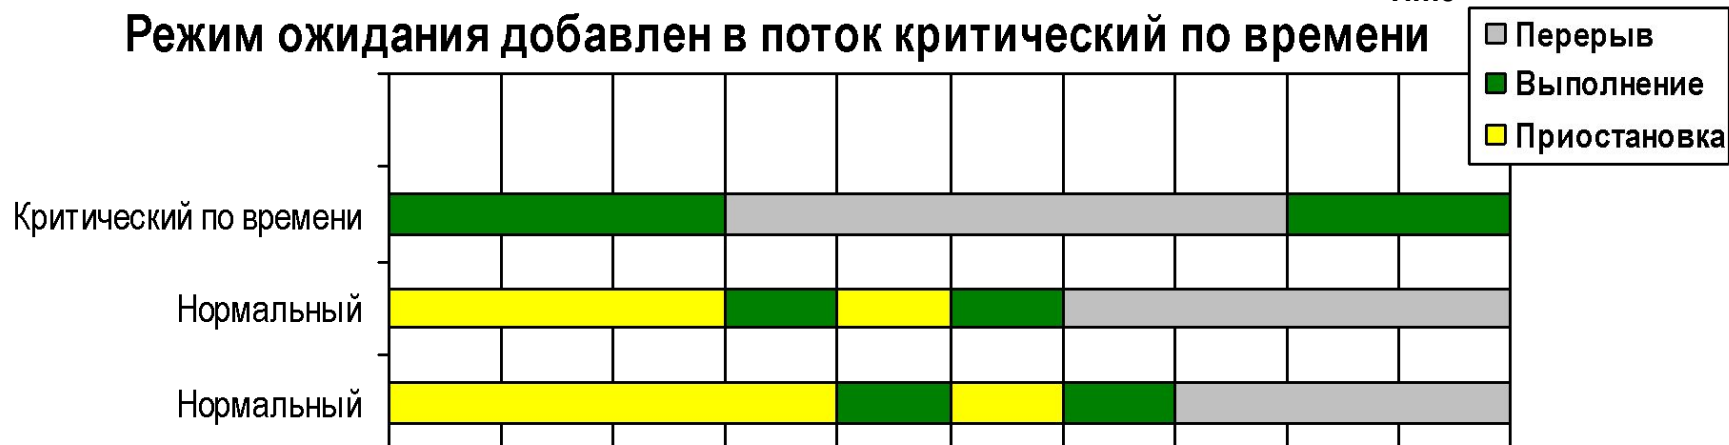 Режим ожидания добавлен в поток критический по времени
Перерыв
Выполнение
Приостановка
Критический по времени
Нормальный
Нормальный